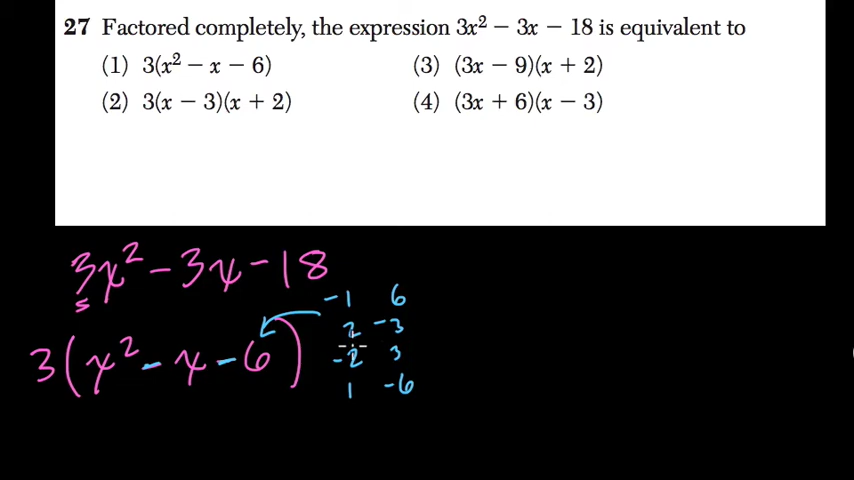 27 Factored completely, the expression 3x² − 3x − 18 is equivalent to
(1) 3(x² − x − 6) (3) (3x − 9)(x + 2)
(2) 3(x − 3)(x + 2) (4) (3x + 6)(x − 3)
3x² − 3x − 18
−1 6
2 −3
3(x² − x − 6) −2 3
1 −6